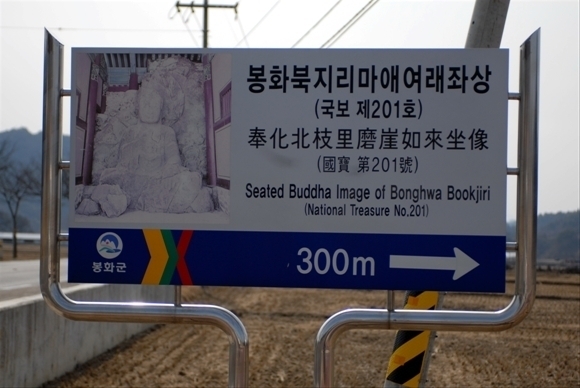 봉화북지리마애여래좌상
(국보 제201호)
奉化北枝里磨崖如來坐像
(國寶 第201號)
Seated Buddha Image of Bonghwa Bookjiri
(National Treasure No.201)
봉화군
300m